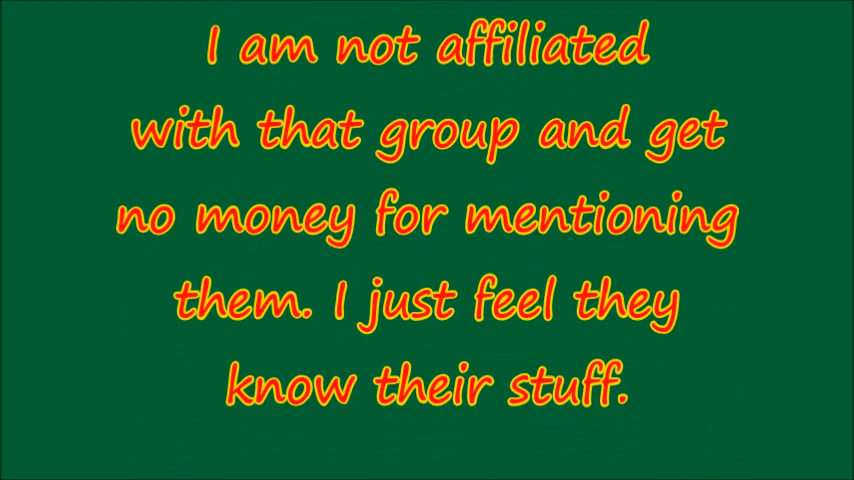 I am not affiliated
with that group and get
no money for mentioning
them. I just feel they
know their stuff.